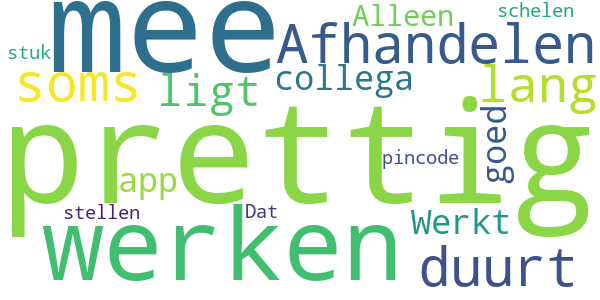 mee
Alleen
schelen
stuk
Afhandelen
soms
ligt
collega
lang
prettig
goed
pincode
app
stellen
Dat
Werkt
werken
duurt